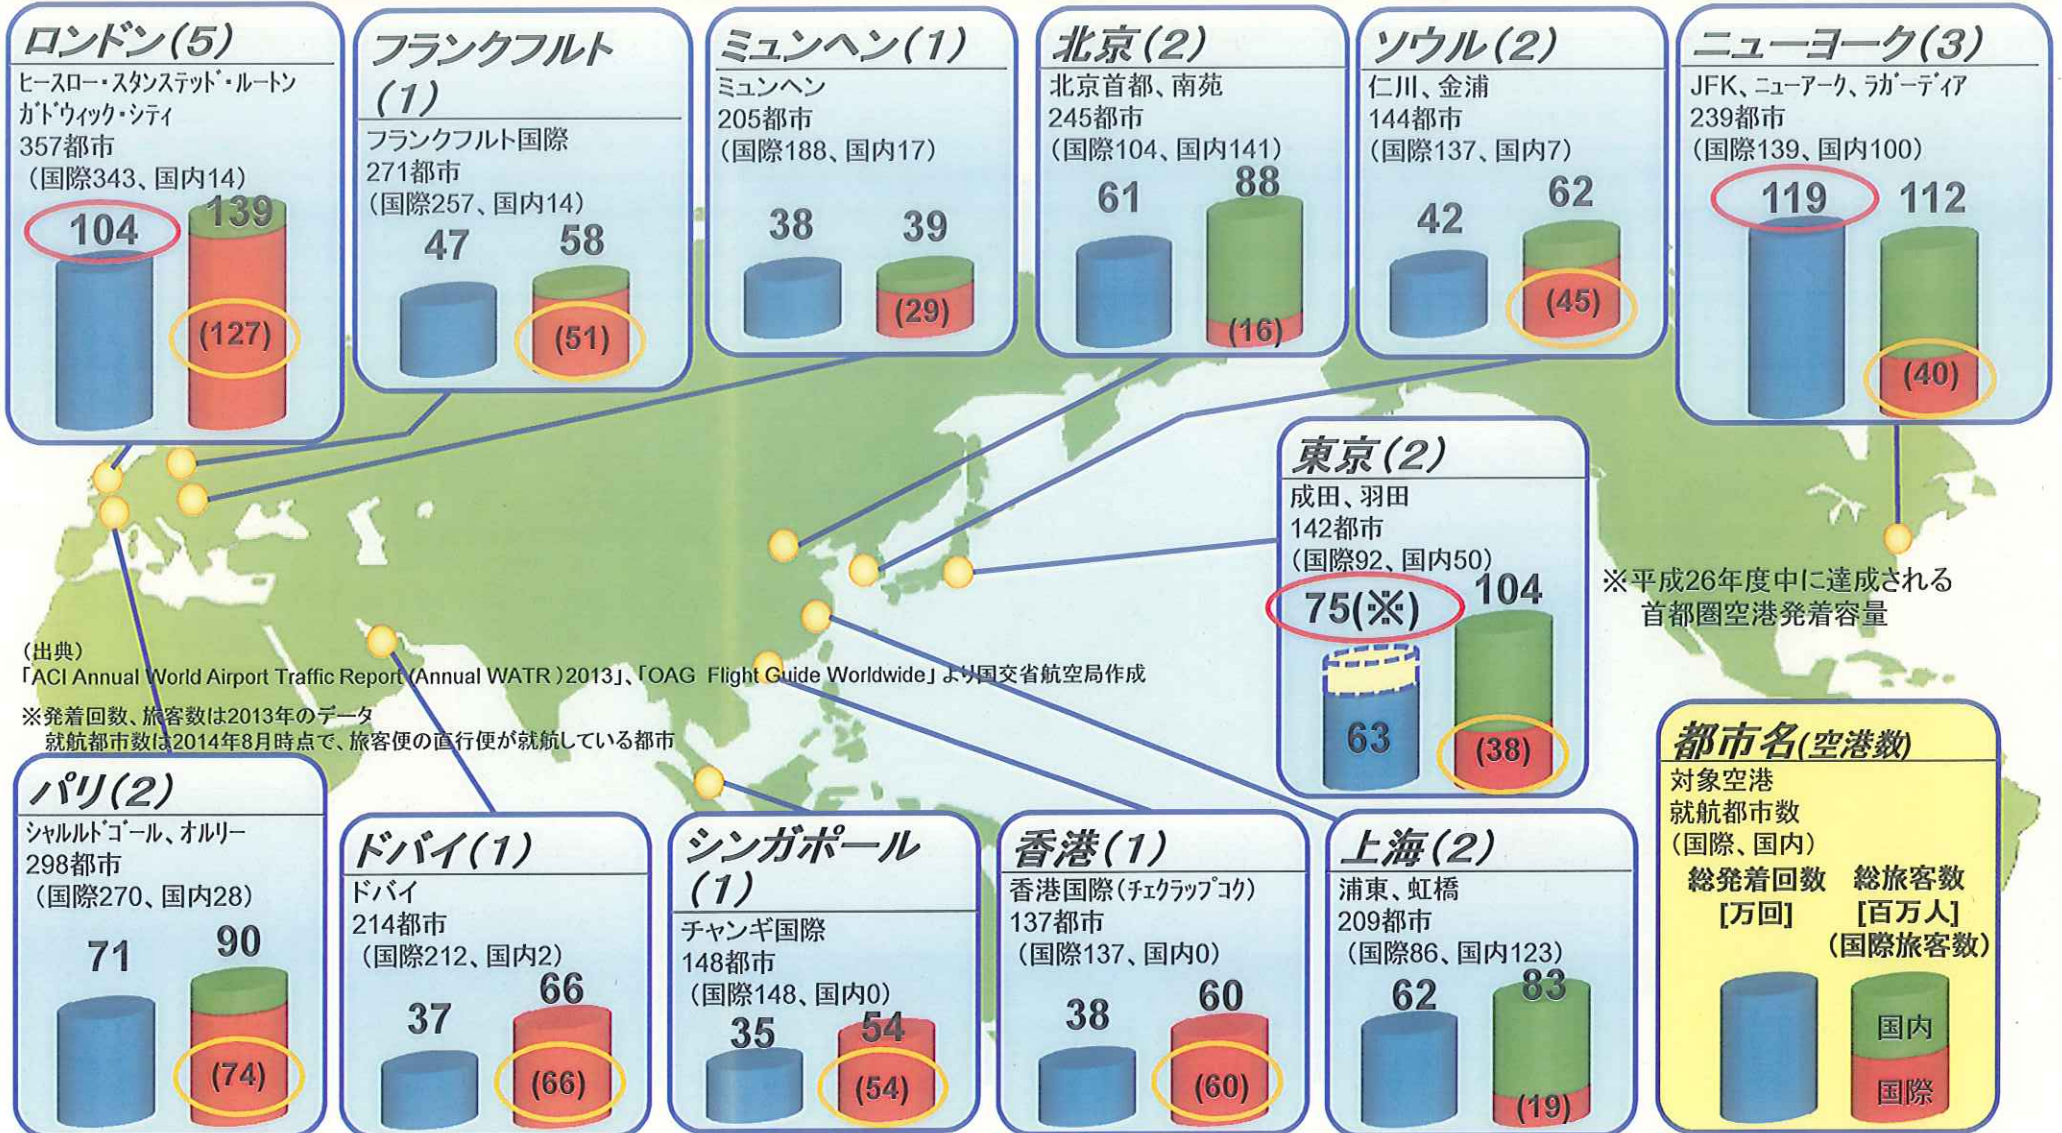 ロンドン(5)
ヒースロー・スタンステッド・ルートン
ガドウィック・シティ
357都市
(国際343、国内14)
104
139
(127)
フランクフルト
(1)
フランクフルト国際
271都市
(国際257、国内14)
47
58
(51)
ミュンヘン(1)
ミュンヘン
205都市
(国際188、国内17)
38
39
(29)
北京(2)
北京首都、南苑
245都市
(国際104、国内141)
61
88
(16)
ソウル(2)
仁川、金浦
144都市
(国際137、国内7)
42
62
(45)
ニューヨーク(3)
JFK、ニューアーク、ラガーディア
239都市
(国際139、国内100)
119
112
(40)
東京(2)
成田、羽田
142都市
(国際92、国内50)
75(※)
104
63
(38)
※平成26年度中に達成される
首都圏空港発着容量
(出典)
「ACI Annual World Airport Traffic Report (Annual WATR )2013」、「OAG Flight Guide Worldwide」より国交省航空局作成
※発着回数、旅客数は2013年のデータ
就航都市数は2014年8月時点で、旅客便の直行便が就航している都市
パリ(2)
シャルルドゴール、オルリー
298都市
(国際270、国内28)
71
90
(74)
ドバイ(1)
ドバイ
214都市
(国際212、国内2)
37
66
(66)
シンガポール
(1)
チャンギ国際
148都市
(国際148、国内0)
35
54
(54)
香港(1)
香港国際(チェクラップコク)
137都市
(国際137、国内0)
38
60
(60)
上海(2)
浦東、虹橋
209都市
(国際86、国内123)
62
83
(19)
都市名(空港数)
対象空港
就航都市数
(国際、国内)
総発着回数 総旅客数
[万回] [百万人]
(国際旅客数)
国内
国際